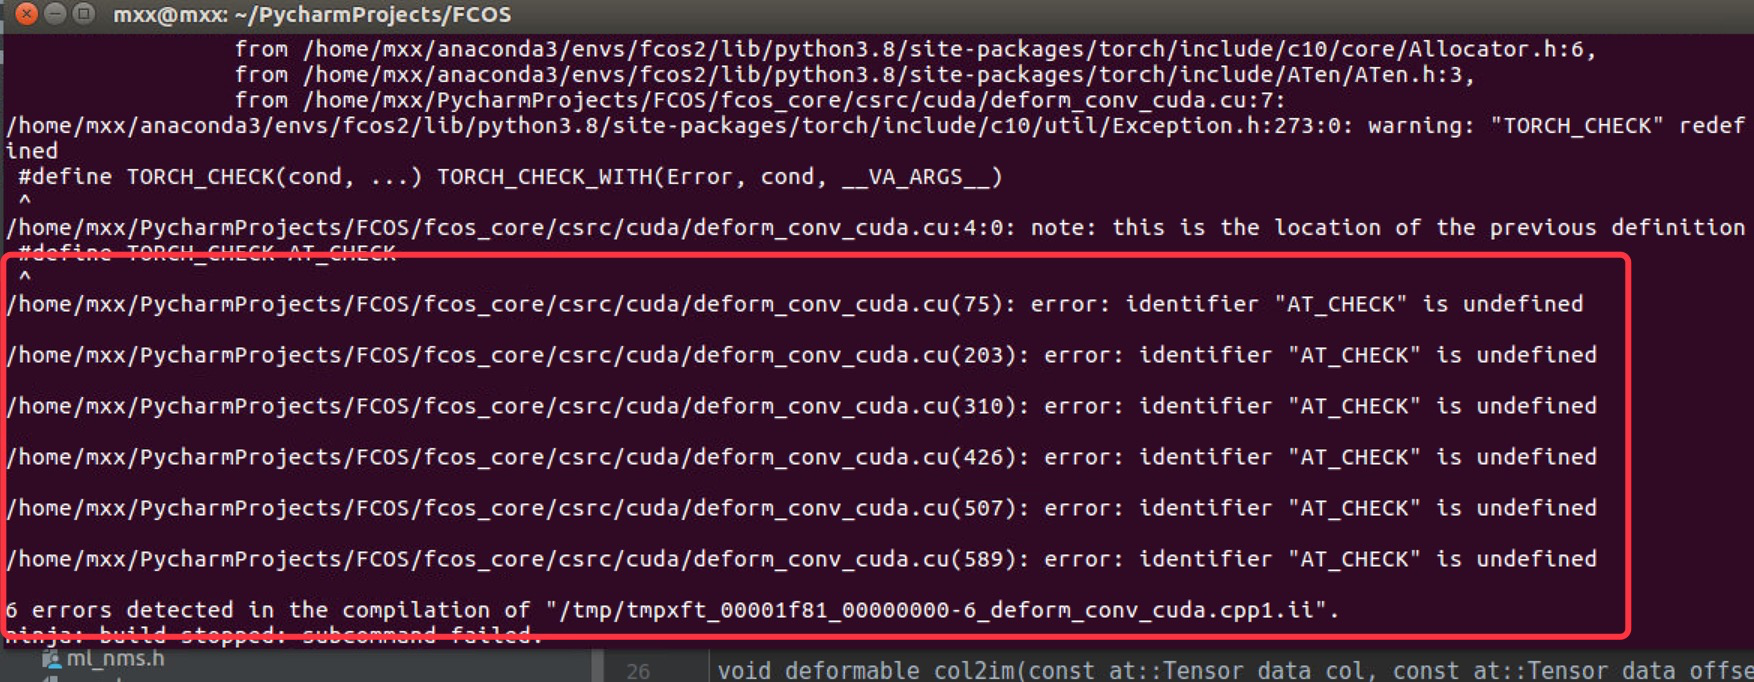 mxx@mxx: ~/PycharmProjects/FCOS
from /home/mxx/anaconda3/envs/fcos2/lib/python3.8/site-packages/torch/include/c10/core/Allocator.h:6,
from /home/mxx/anaconda3/envs/fcos2/lib/python3.8/site-packages/torch/include/ATen/ATen.h:3,
from /home/mxx/PycharmProjects/FCOS/fcos_core/csrc/cuda/deform_conv_cuda.cu:7:
/home/mxx/anaconda3/envs/fcos2/lib/python3.8/site-packages/torch/include/c10/util/Exception.h:273:0: warning: "TORCH_CHECK" redef
ined
#define TORCH_CHECK(cond, ...) TORCH_CHECK_WITH(Error, cond, __VA_ARGS__)
^
/home/mxx/PycharmProjects/FCOS/fcos_core/csrc/cuda/deform_conv_cuda.cu:4:0: note: this is the location of the previous definition
#define TORCH_CHECK AT_CHECK
^
/home/mxx/PycharmProjects/FCOS/fcos_core/csrc/cuda/deform_conv_cuda.cu(75): error: identifier "AT_CHECK" is undefined
/home/mxx/PycharmProjects/FCOS/fcos_core/csrc/cuda/deform_conv_cuda.cu(203): error: identifier "AT_CHECK" is undefined
/home/mxx/PycharmProjects/FCOS/fcos_core/csrc/cuda/deform_conv_cuda.cu(310): error: identifier "AT_CHECK" is undefined
/home/mxx/PycharmProjects/FCOS/fcos_core/csrc/cuda/deform_conv_cuda.cu(426): error: identifier "AT_CHECK" is undefined
/home/mxx/PycharmProjects/FCOS/fcos_core/csrc/cuda/deform_conv_cuda.cu(507): error: identifier "AT_CHECK" is undefined
/home/mxx/PycharmProjects/FCOS/fcos_core/csrc/cuda/deform_conv_cuda.cu(589): error: identifier "AT_CHECK" is undefined
6 errors detected in the compilation of "/tmp/tmpxft_00001f81_00000000-6_deform_conv_cuda.cpp1.ii".
ninja: build stopped: subcommand failed.
ml_nms.h
26 void deformable_col2im(const at::Tensor data_col, const at::Tensor data_offse